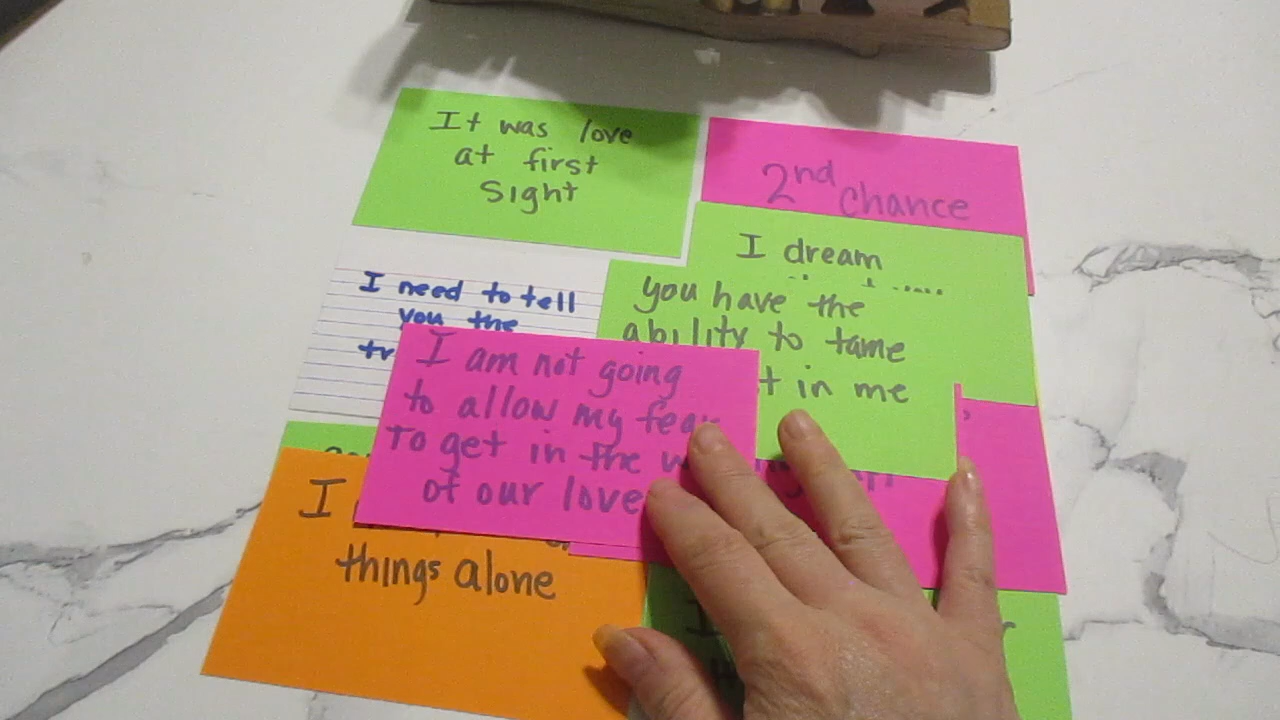 It was love
at first
sight
2nd
chance
I dream
I need to tell
you the
you have the
ability to tame
in me
I am not going
to allow my fear
To get in the
of our love
I
things alone